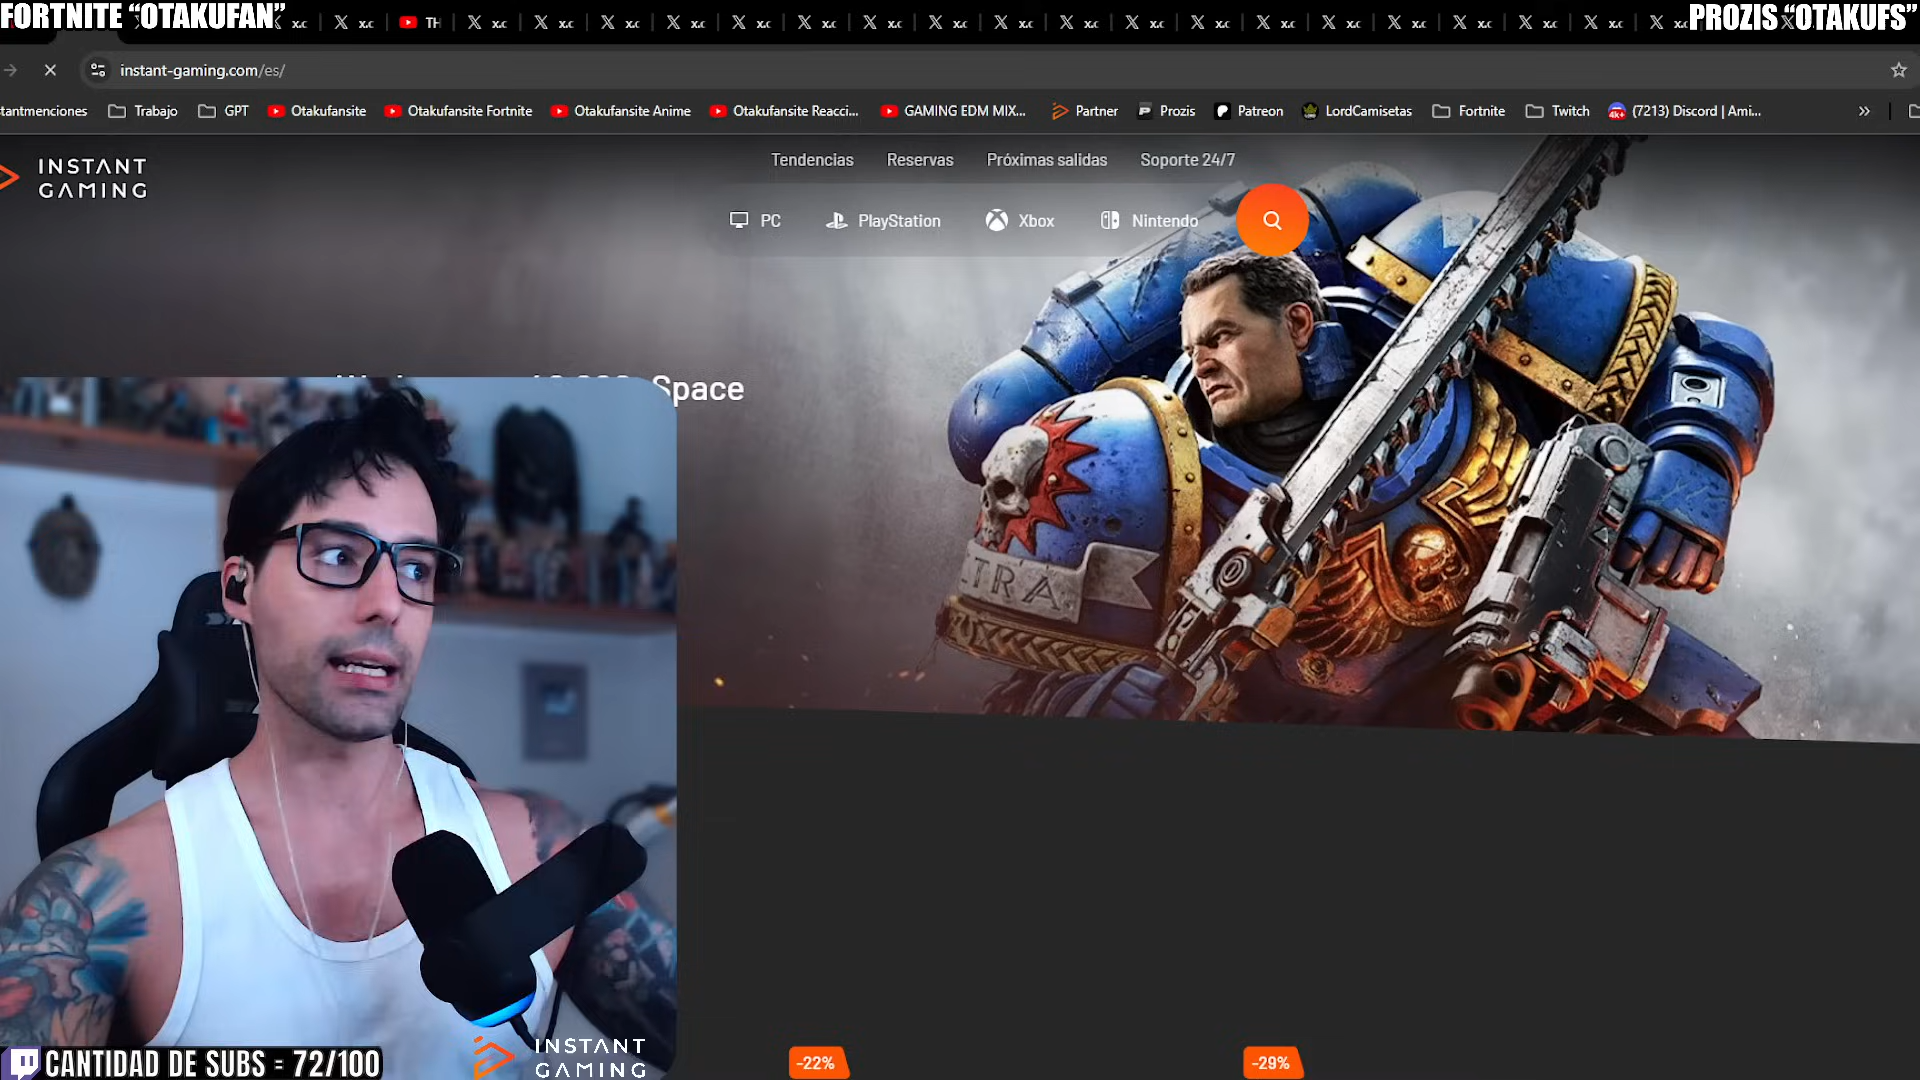 FORTNITE “OTAKUFAN”
PROZIS “OTAKUFS”
instant-gaming.com/es/
stantmenciones
Trabajo
GPT
Otakufansite
Otakufansite Fortnite
Otakufansite Anime
Otakufansite Reacci...
GAMING EDM MIX...
Partner
Prozis
Patreon
LordCamisetas
Fortnite
Twitch
(7213) Discord | Ami...
INSTANT
GAMING
Tendencias
Reservas
Próximas salidas
Soporte 24/7
PC
PlayStation
Xbox
Nintendo
Space
LTRA
-22%
-29%
CANTIDAD DE SUBS = 72/100
INSTANT
GAMING